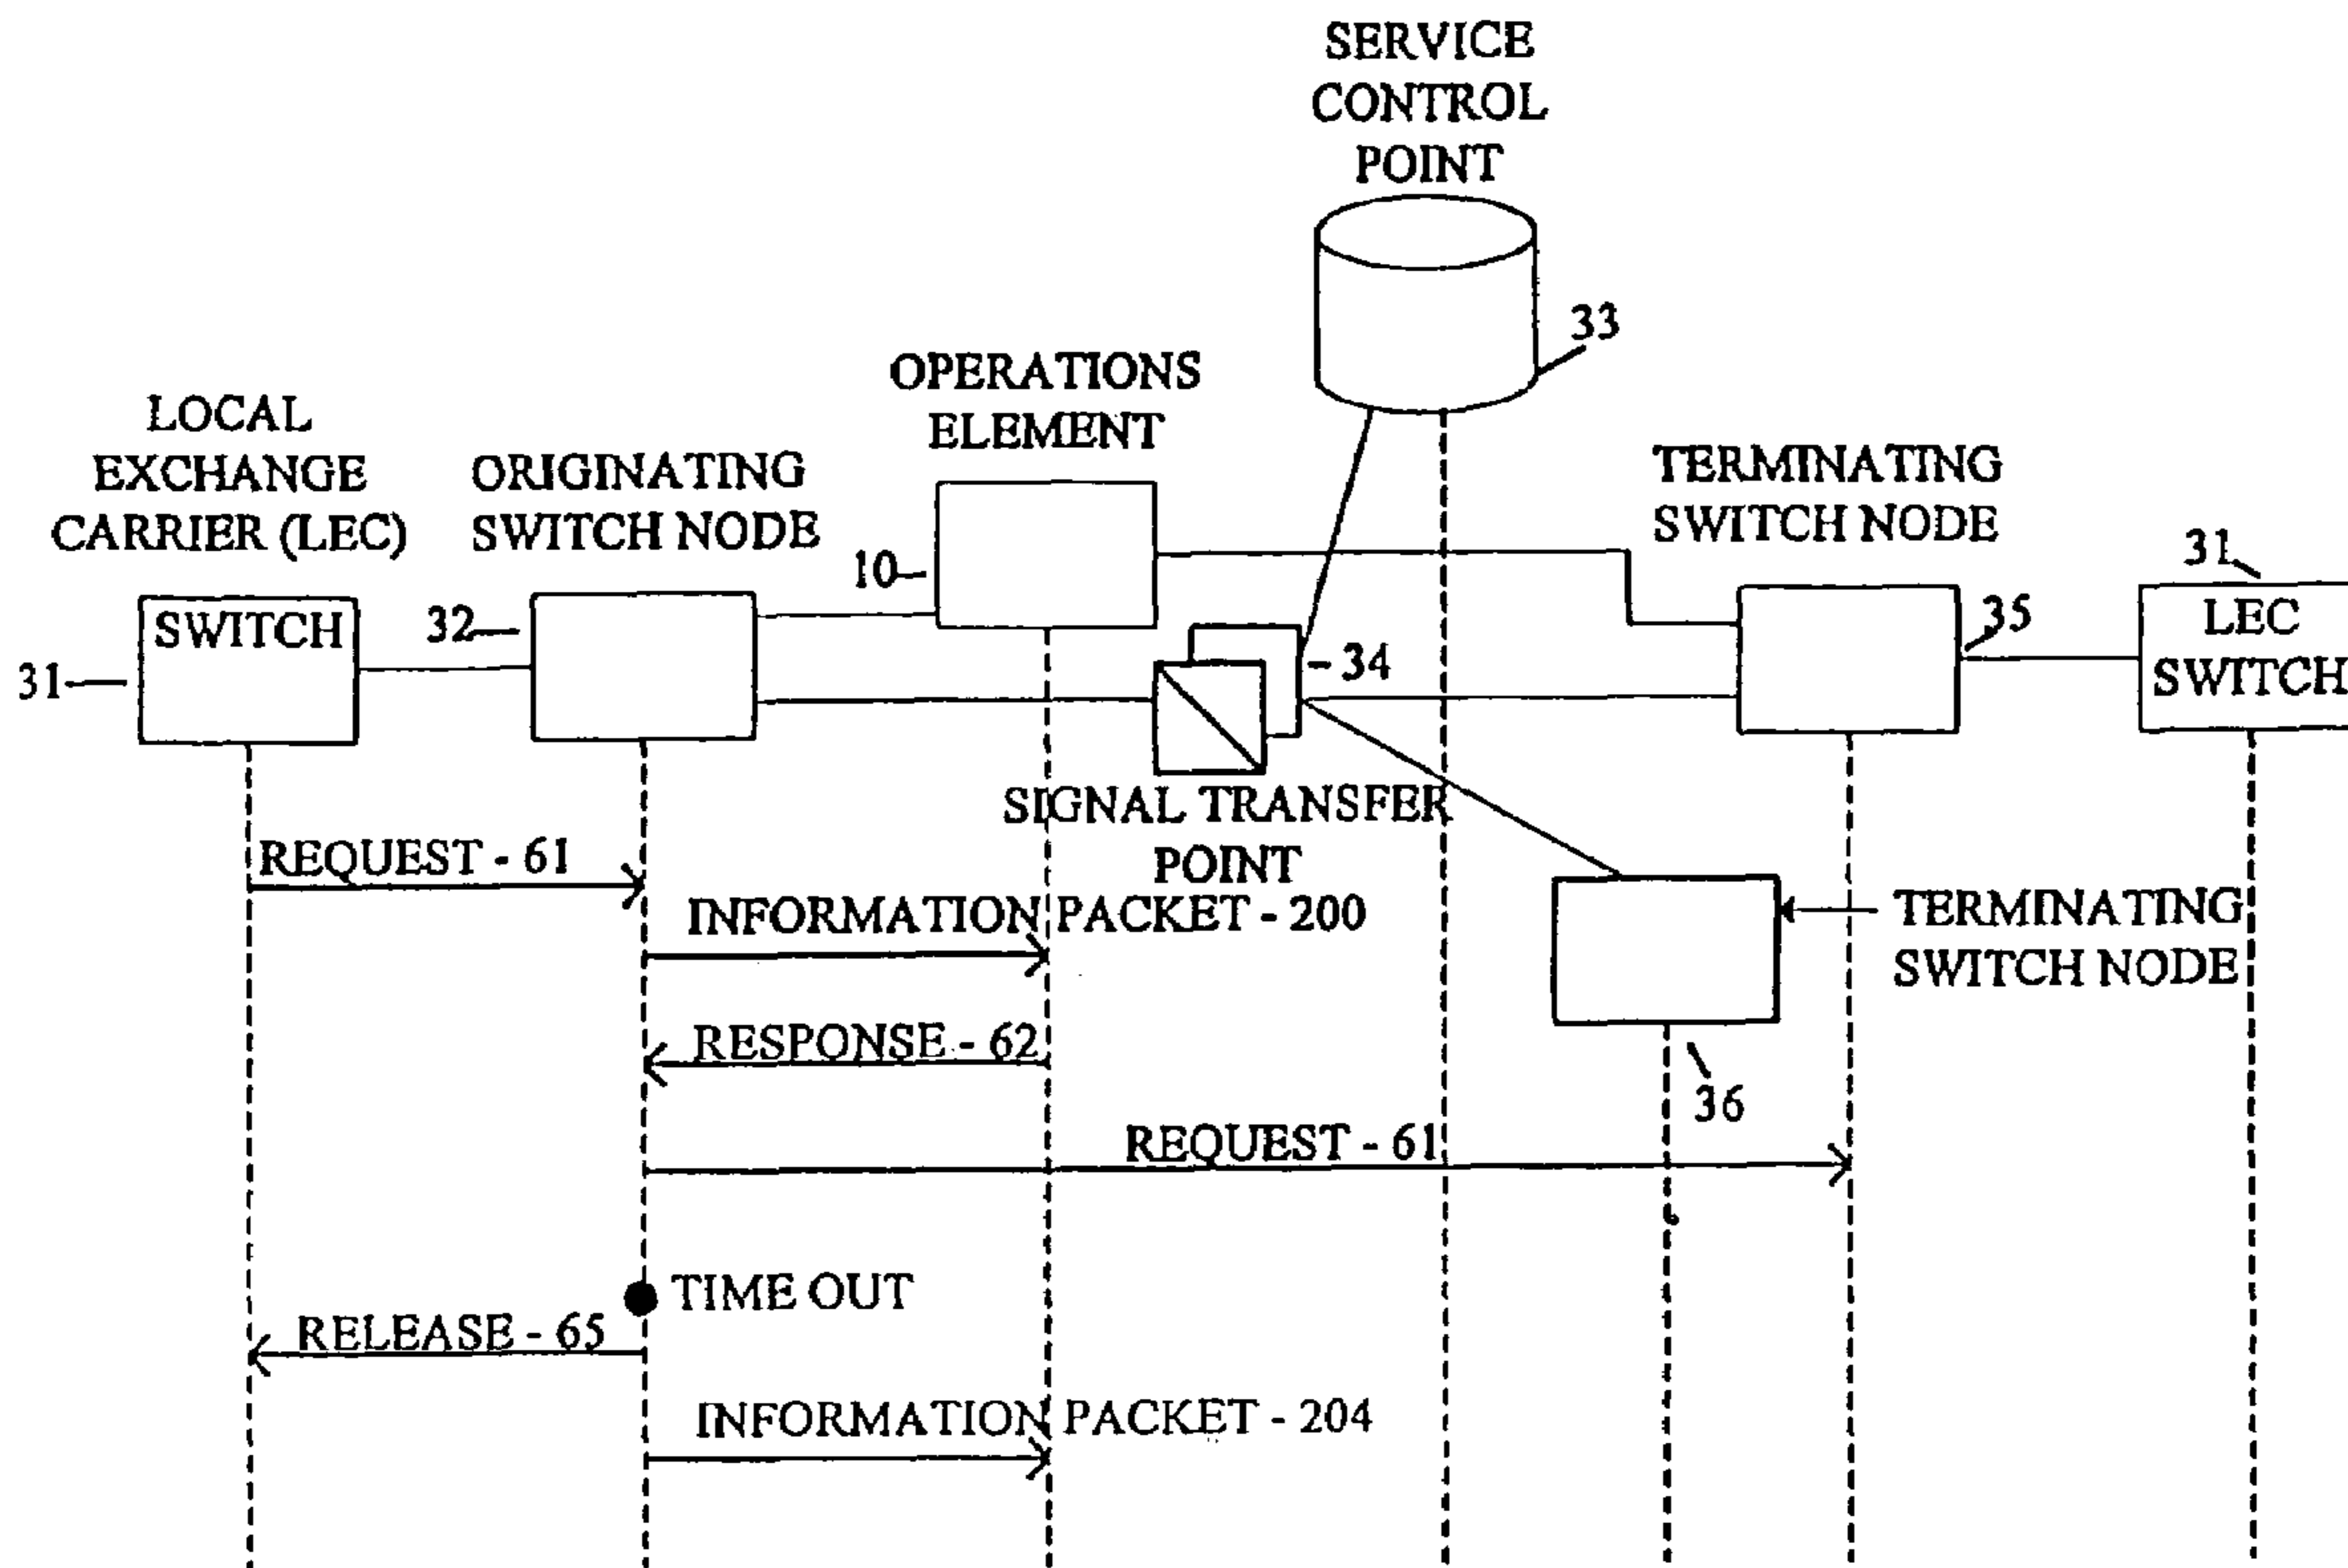 SERVICE
CONTROL
POINT
33
OPERATIONS
ELEMENT
LOCAL
EXCHANGE
CARRIER (LEC)
ORIGINATING
SWITCH NODE
TERMINATING
SWITCH NODE
10
31
SWITCH
32
35
LEC
SWITCH
31
34
SIGNAL TRANSFER
POINT
REQUEST - 61
INFORMATION PACKET - 200
TERMINATING
SWITCH NODE
RESPONSE - 62
36
REQUEST - 61
TIME OUT
RELEASE - 65
INFORMATION PACKET - 204